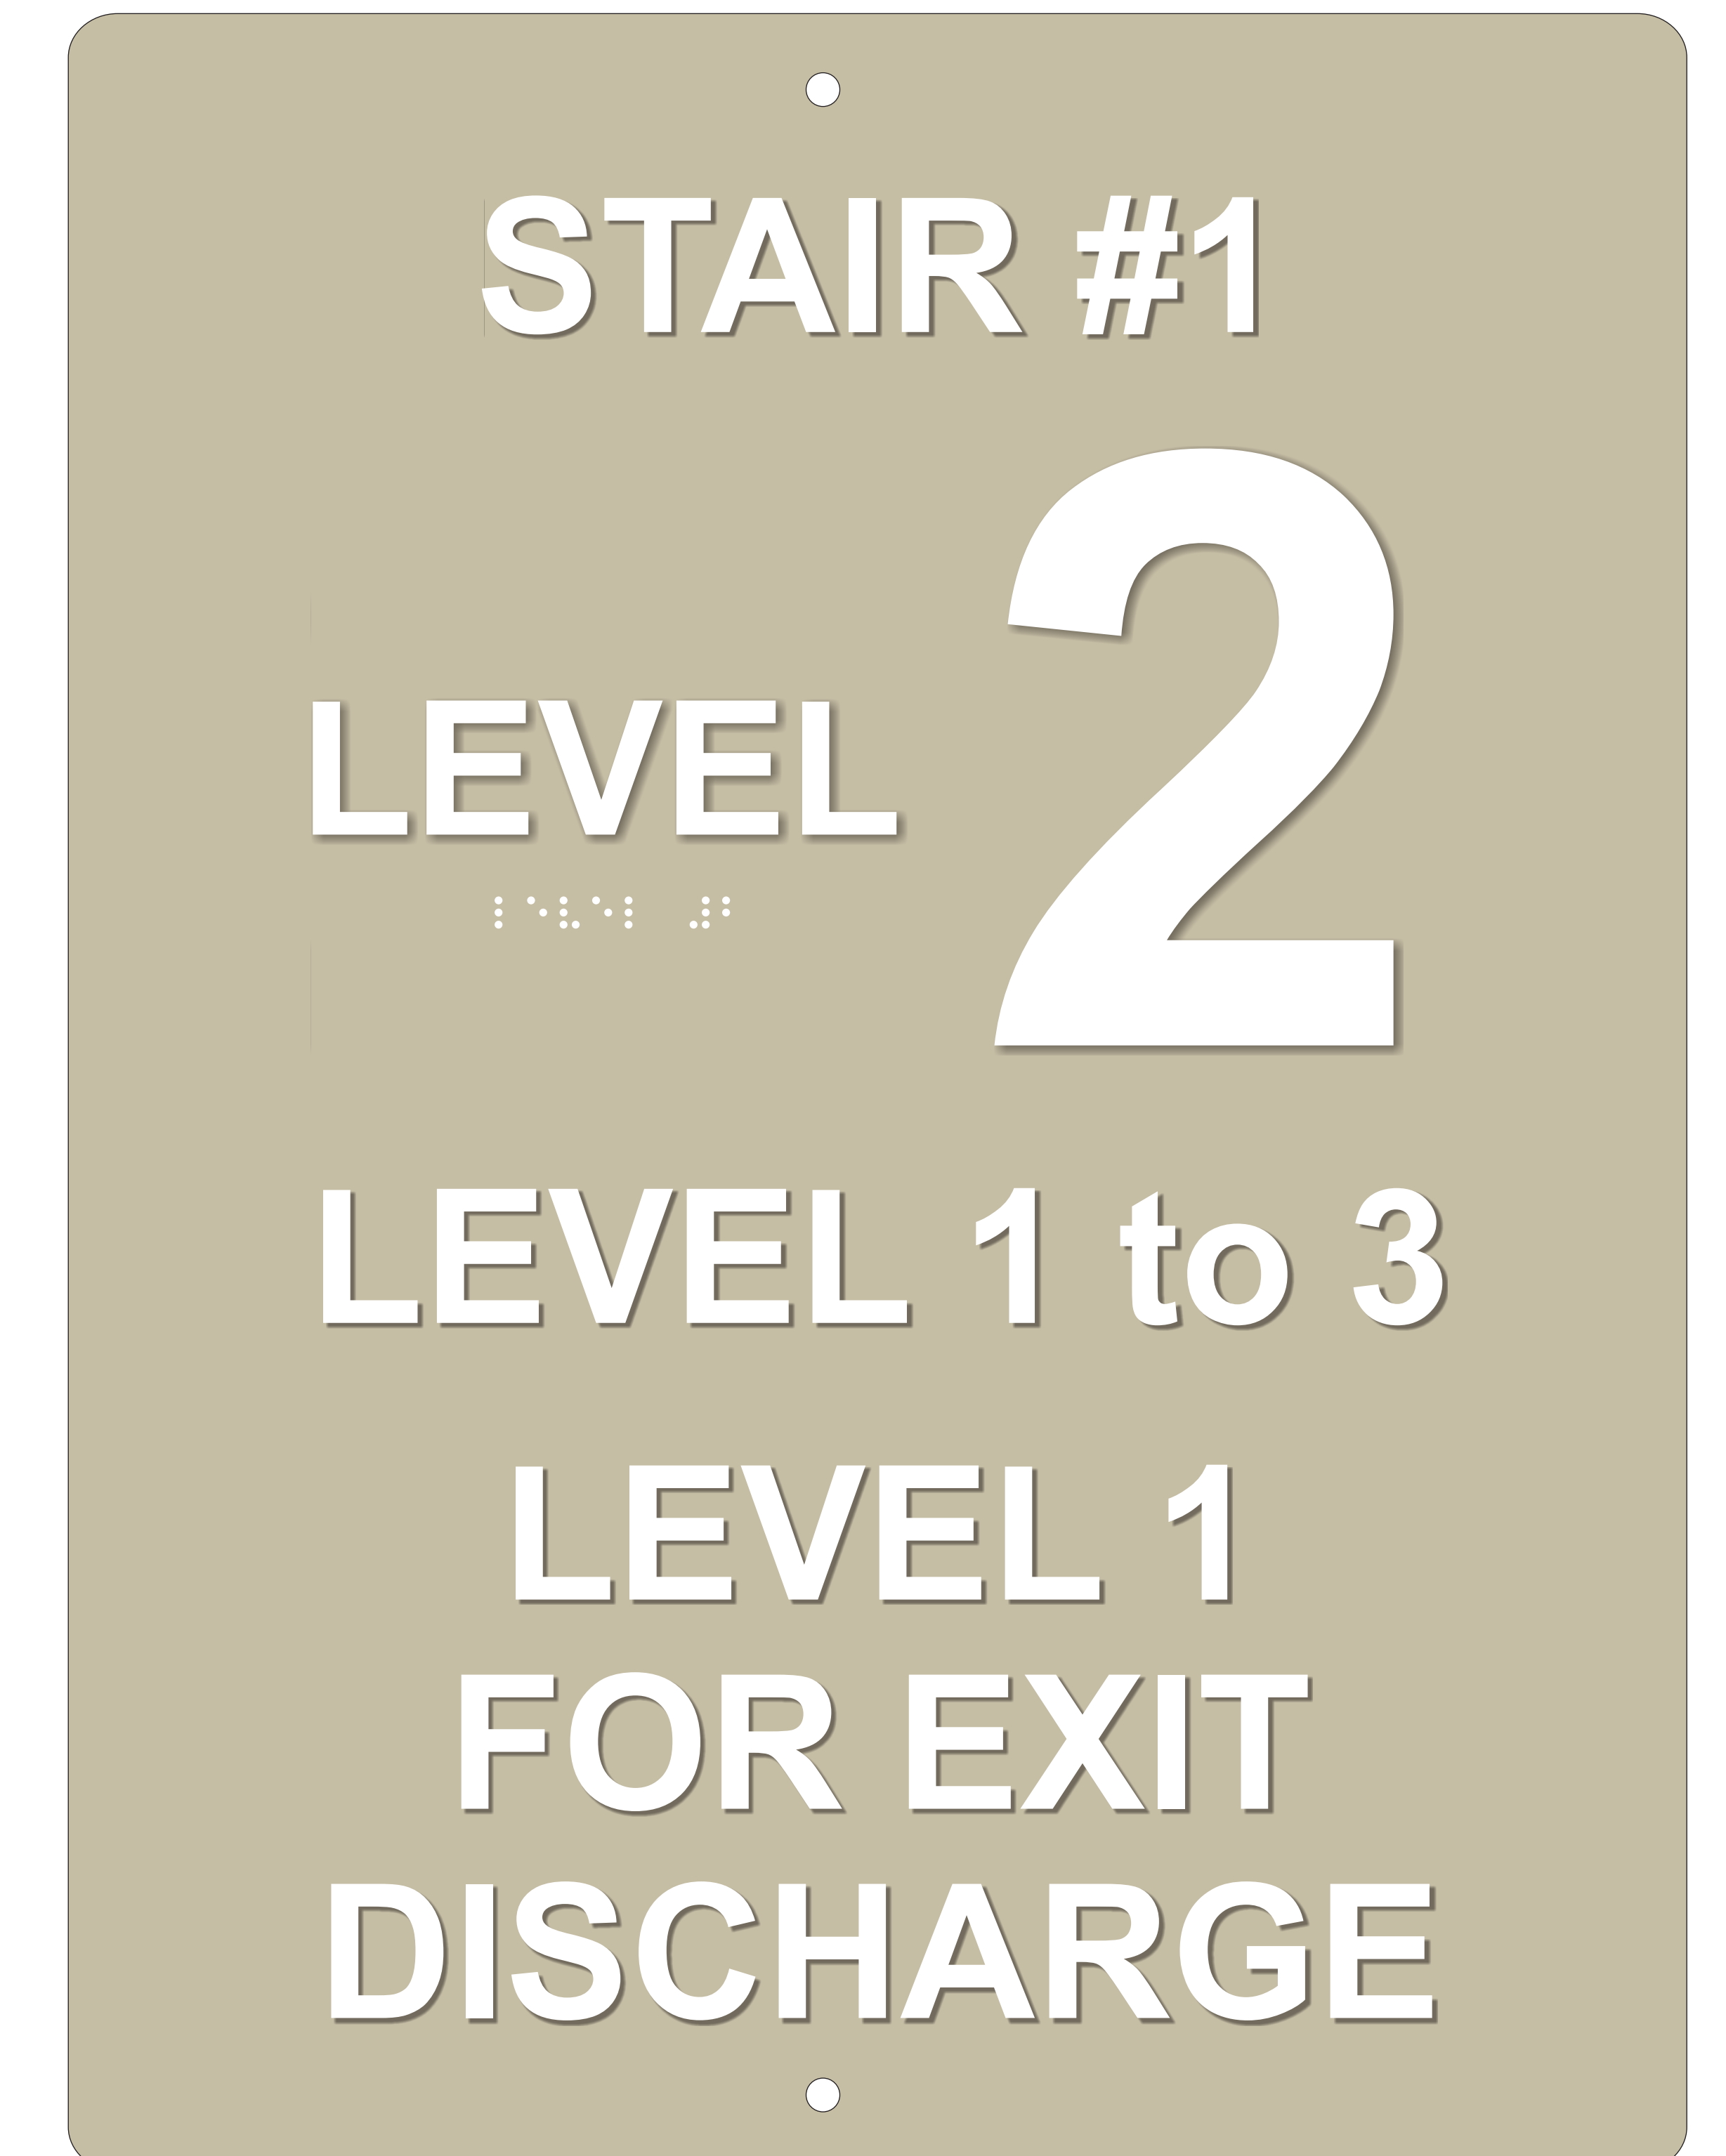 STAIR #1
LEVEL 2
⠇⠑⠧⠑⠇ ⠼⠃
LEVEL 1 to 3
LEVEL 1
FOR EXIT
DISCHARGE